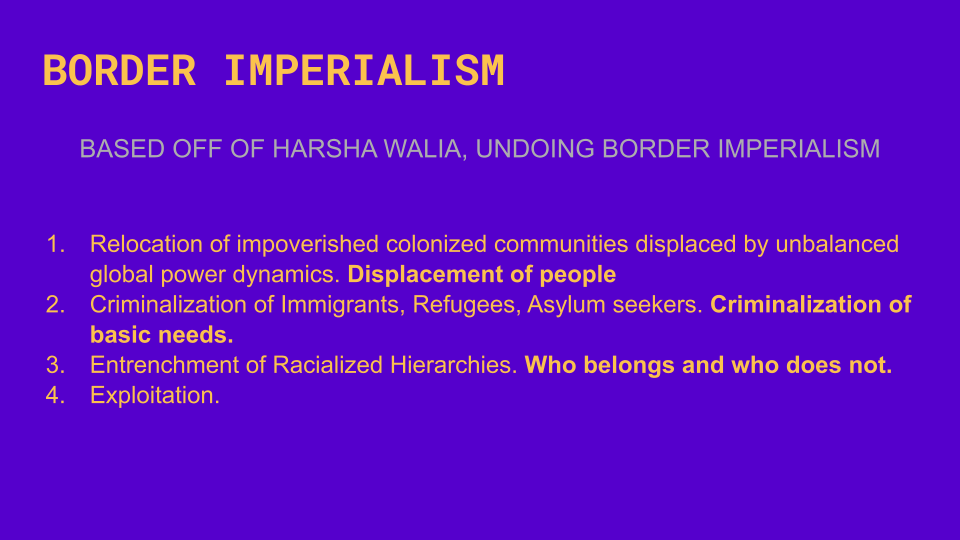 BORDER IMPERIALISM
BASED OFF OF HARSHA WALIA, UNDOING BORDER IMPERIALISM
1. Relocation of impoverished colonized communities displaced by unbalanced
global power dynamics. Displacement of people
2. Criminalization of Immigrants, Refugees, Asylum seekers. Criminalization of
basic needs.
3. Entrenchment of Racialized Hierarchies. Who belongs and who does not.
4. Exploitation.